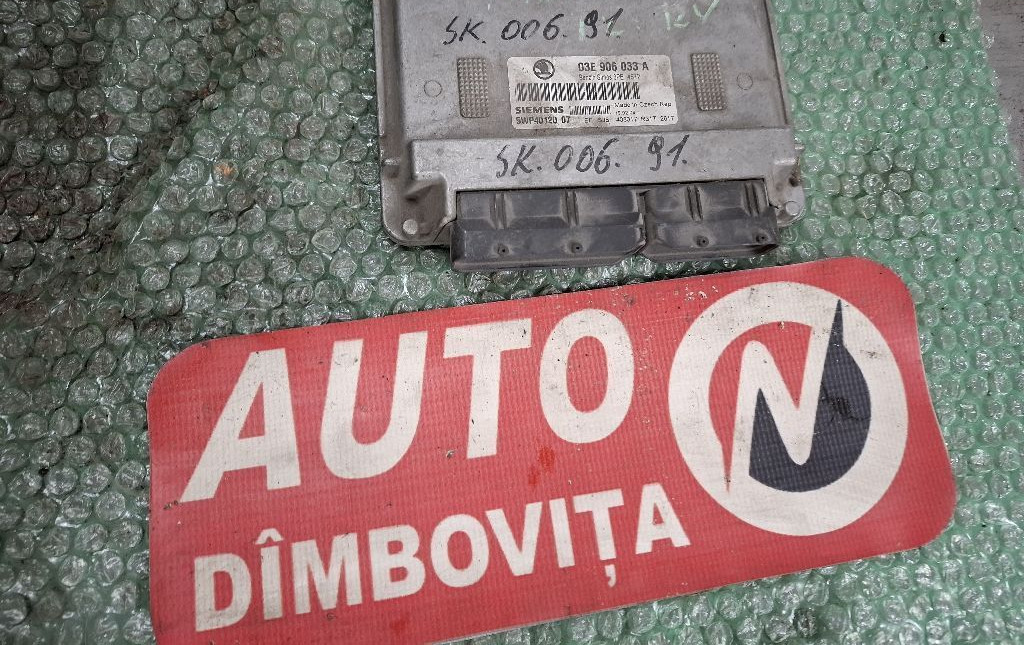 12V
SK. 006. 91.
03E 906 033 A
SIEMENS
Made in Czech Rep.
5WP40120 07
SK. 006. 91.
AUTO
DÎMBOVIȚA
N